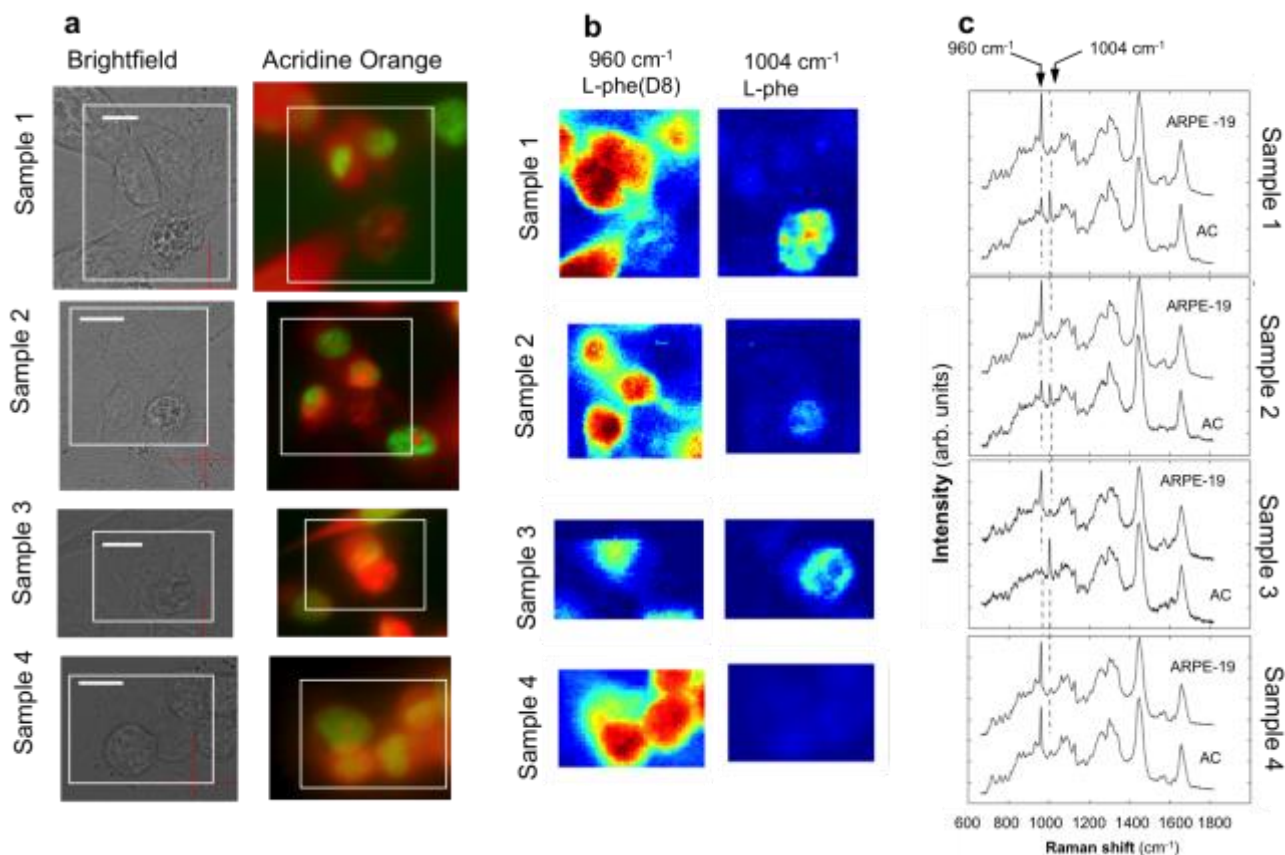 a
Brightfield
Acridine Orange
Sample 1
Sample 2
Sample 3
Sample 4
b
960 cm⁻¹
L-phe(D8)
1004 cm⁻¹
L-phe
Sample 1
Sample 2
Sample 3
Sample 4
c
960 cm⁻¹
1004 cm⁻¹
ARPE -19
AC
Sample 1
ARPE-19
AC
Sample 2
ARPE-19
AC
Sample 3
ARPE-19
AC
Sample 4
Intensity (arb. units)
600 1000 1200 1400 1600 1800
Raman shift (cm⁻¹)